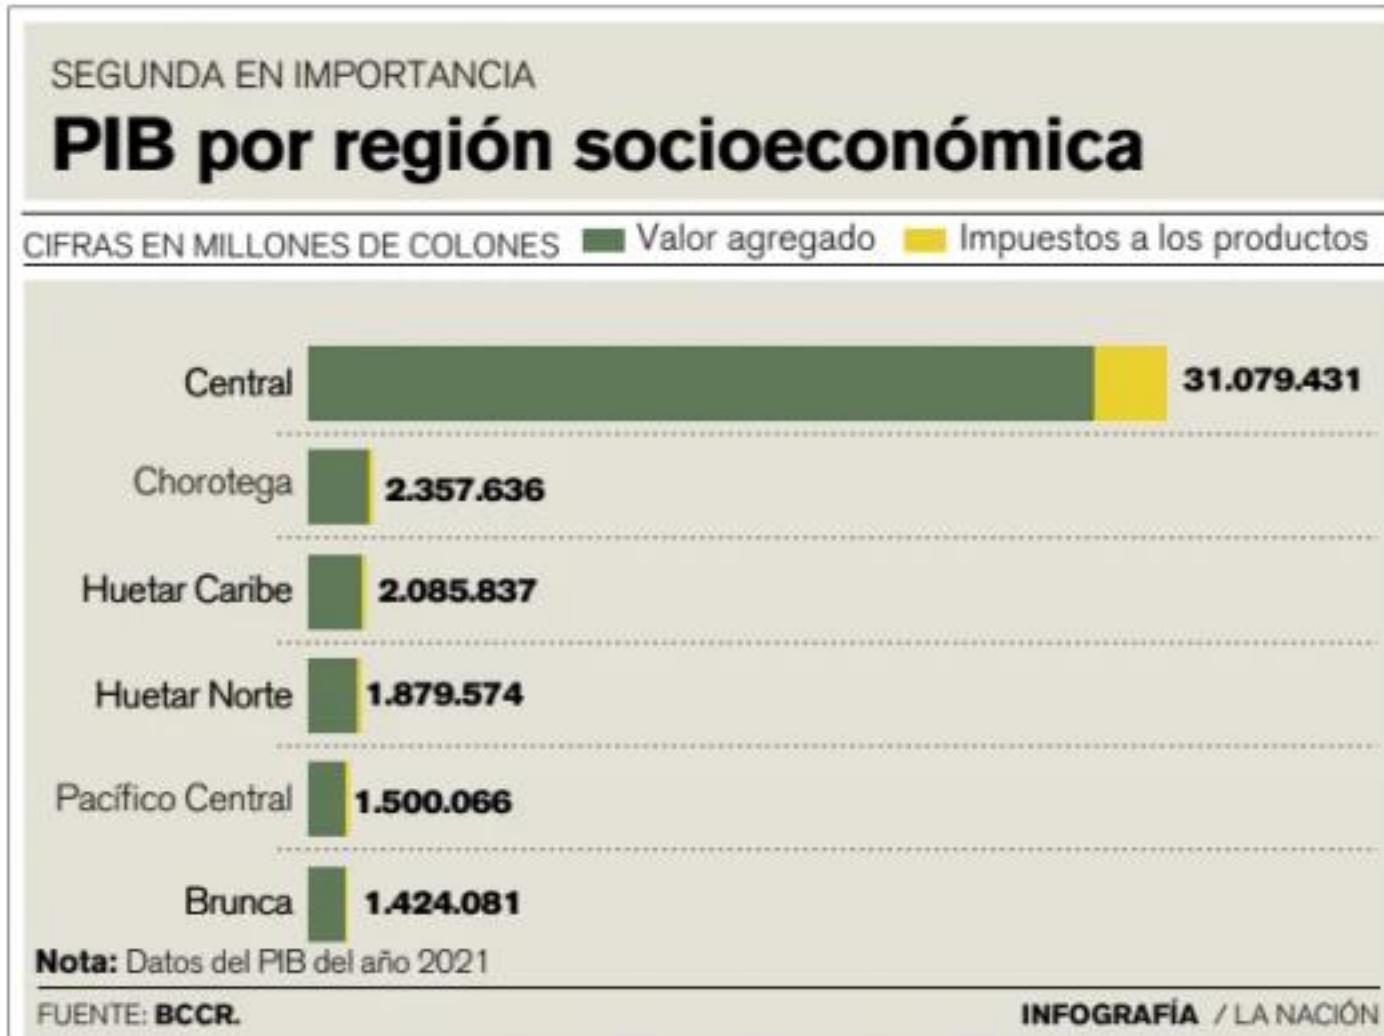 SEGUNDA EN IMPORTANCIA
PIB por región socioeconómica
CIFRAS EN MILLONES DE COLONES Valor agregado Impuestos a los productos
Central 31.079.431
Chorotega 2.357.636
Huetar Caribe 2.085.837
Huetar Norte 1.879.574
Pacífico Central 1.500.066
Brunca 1.424.081
Nota: Datos del PIB del año 2021
FUENTE: BCCR. INFOGRAFÍA / LA NACIÓN